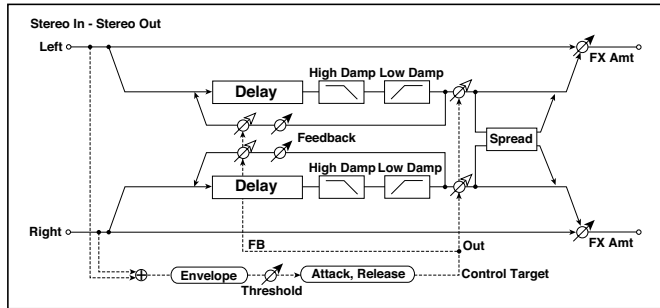 Stereo In - Stereo Out
Left
FX Amt
High Damp Low Damp
Delay
Feedback
Spread
High Damp Low Damp
Delay
Right
FB
Out
FX Amt
Envelope
Threshold
Attack, Release
Control Target